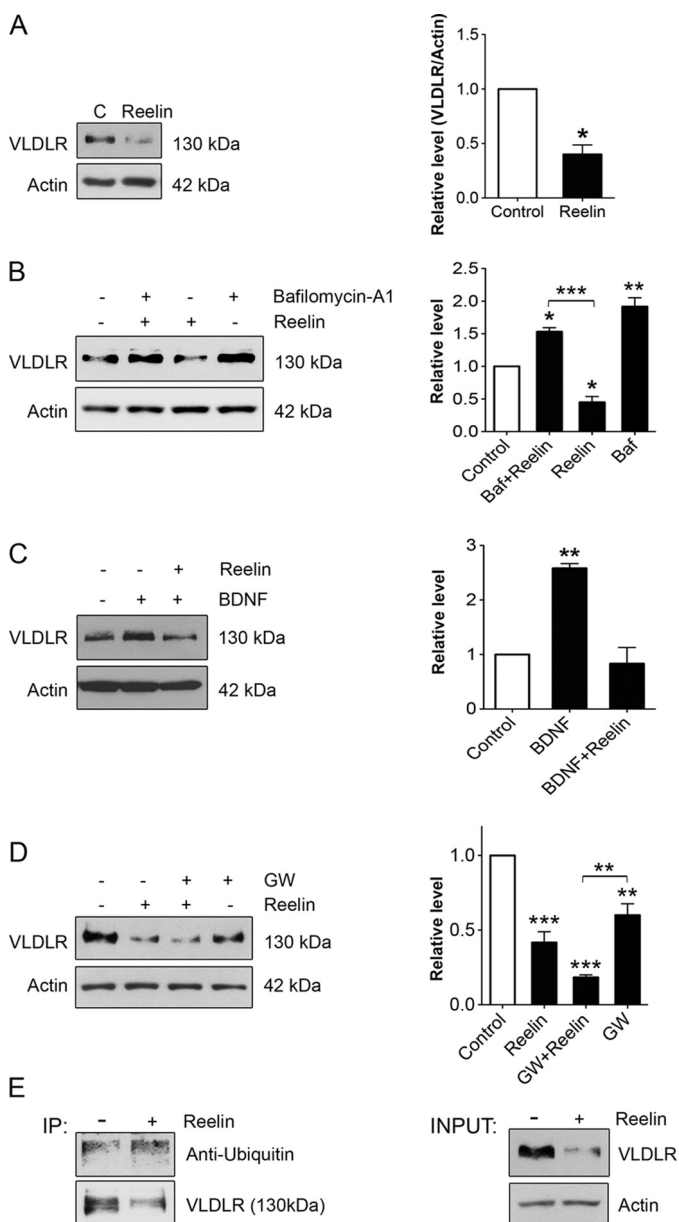 A
C Reelin
VLDLR 130 kDa
Actin 42 kDa
Relative level (VLDLR/Actin)
1.5
1.0
0.5
0.0
*
Control Reelin
B
- + - + Bafilomycin-A1
- + + - Reelin
VLDLR 130 kDa
Actin 42 kDa
Relative level
2.5
2.0
1.5
1.0
0.5
0.0
* *** * **
Control Baf+Reelin Reelin Baf
C
- - + Reelin
- + + BDNF
VLDLR 130 kDa
Actin 42 kDa
Relative level
3
2
1
0
**
Control BDNF BDNF+Reelin
D
- - + + GW
- + + - Reelin
VLDLR 130 kDa
Actin 42 kDa
Relative level
1.0
0.5
0.0
*** *** ** **
Control Reelin GW+Reelin GW
E
IP: - + Reelin
Anti-Ubiquitin
VLDLR (130kDa)
INPUT: - + Reelin
VLDLR
Actin